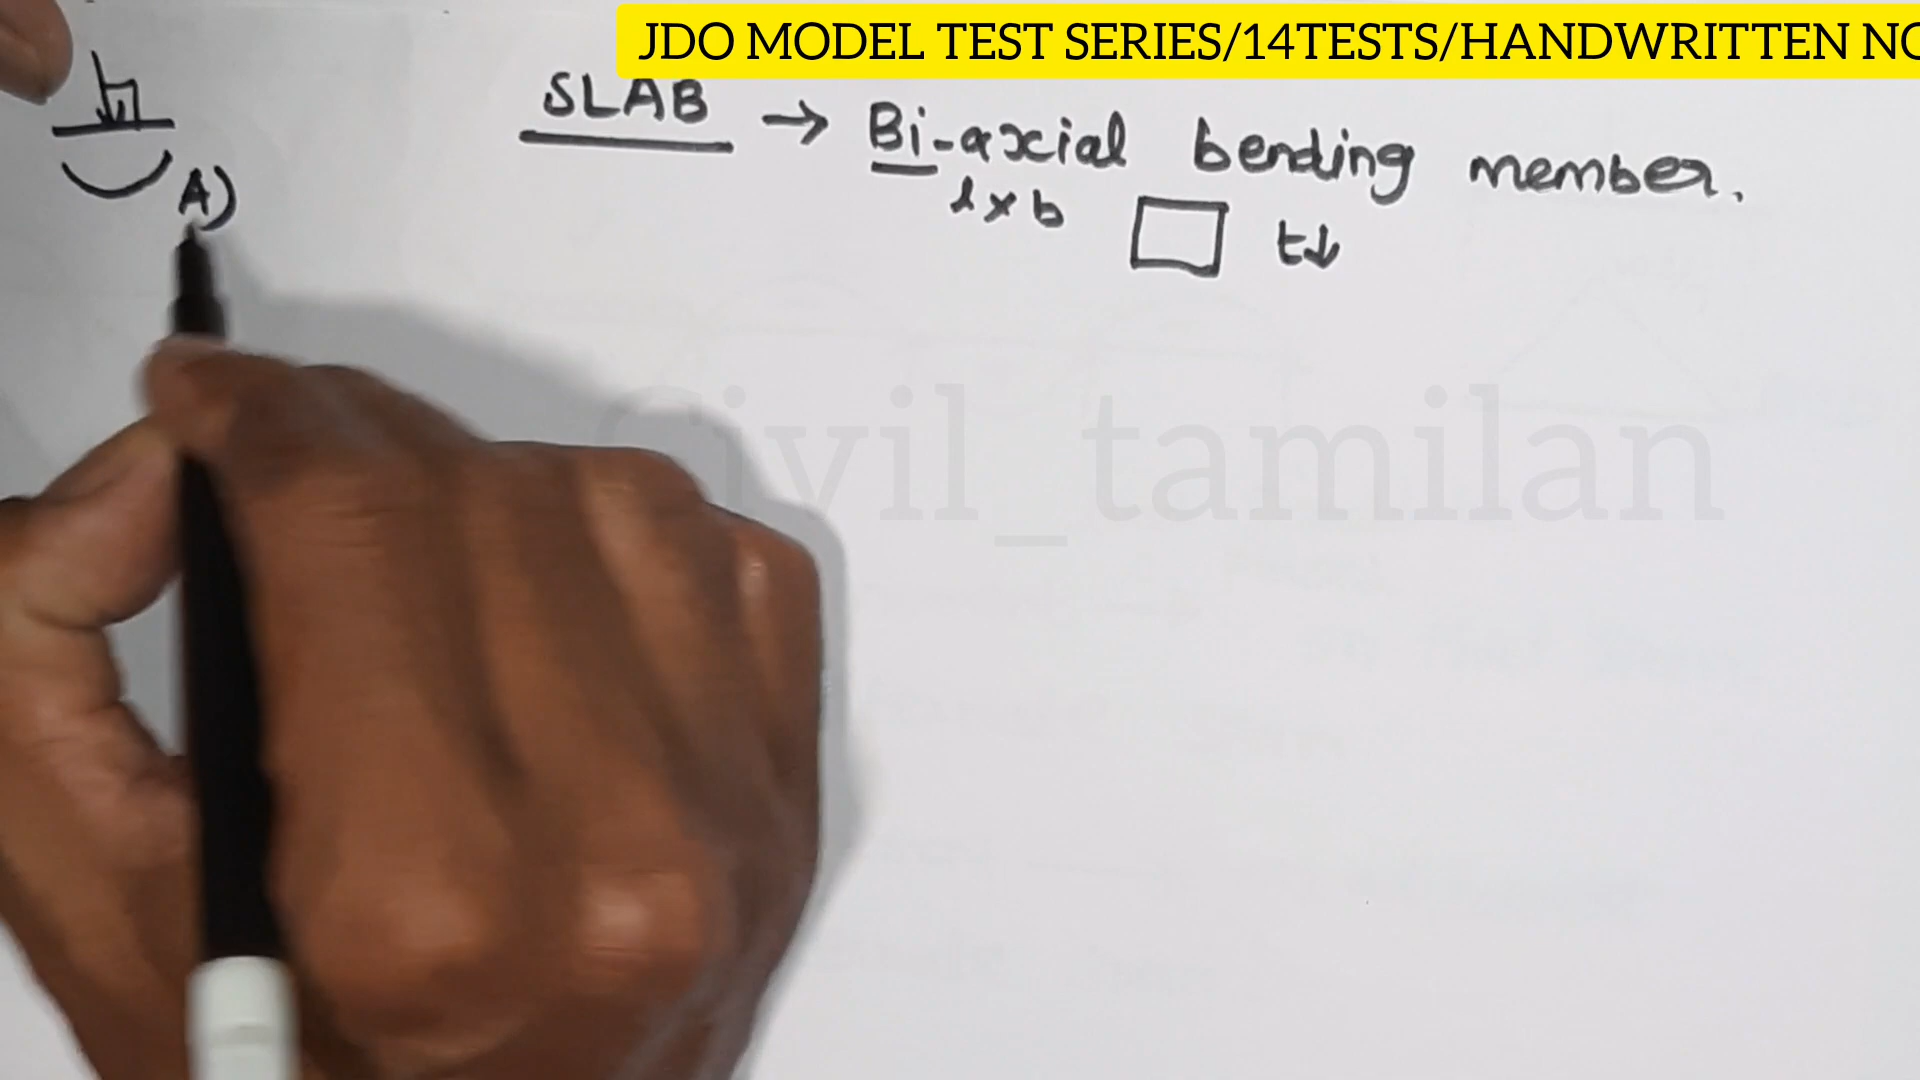 JDO MODEL TEST SERIES/14TESTS/HANDWRITTEN NO
SLAB → Bi-axial bending member.
l x b t↓
A)
Civil_tamilan